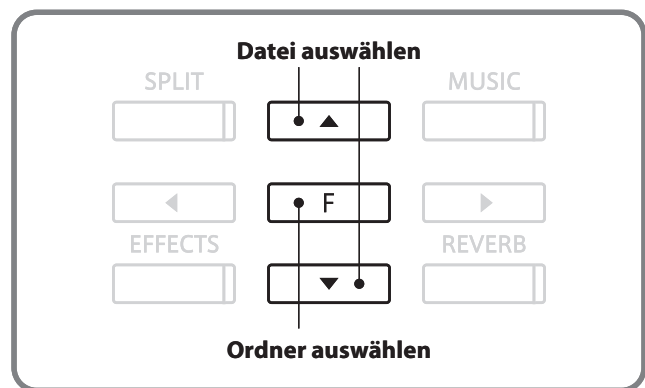 Datei auswählen
SPLIT
MUSIC
▲
◀
F
▶
EFFECTS
REVERB
▼
Ordner auswählen